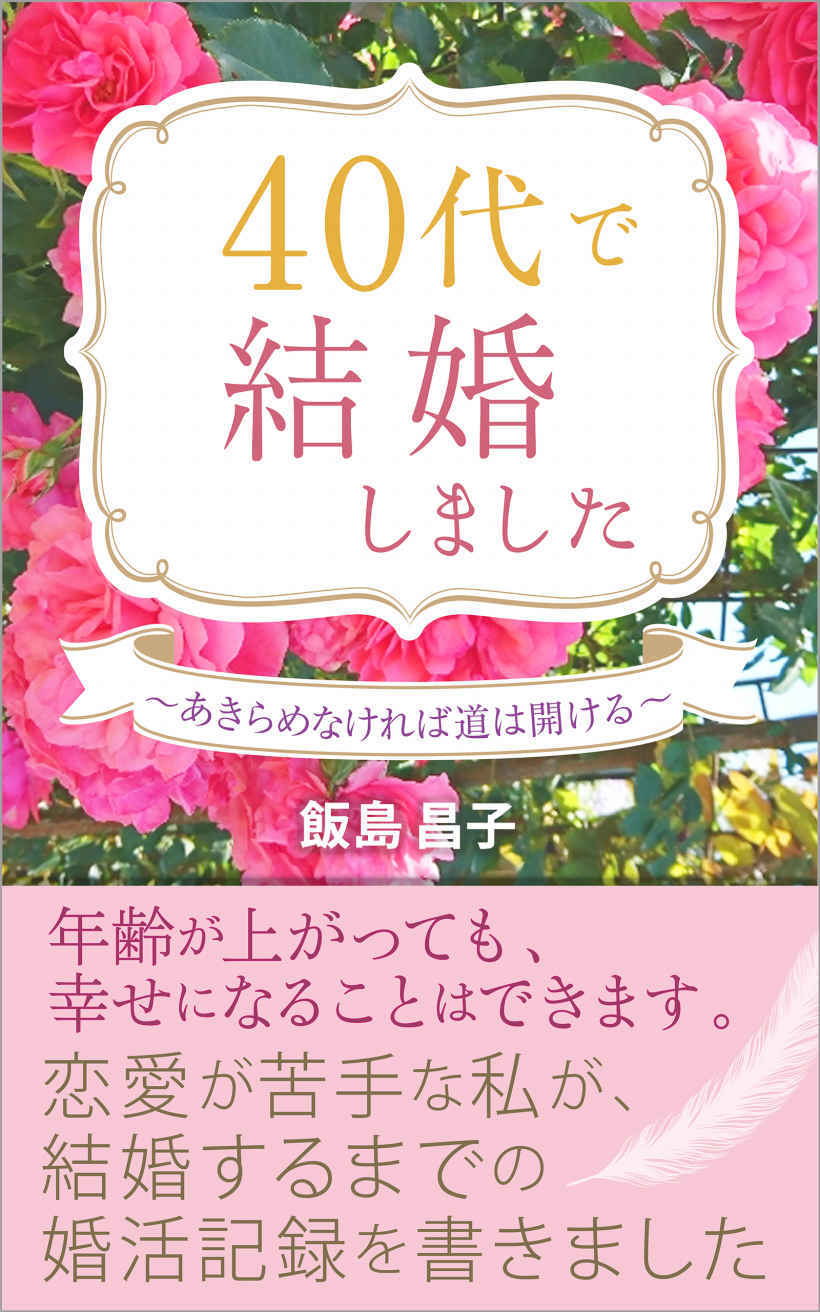 40代で
結婚
しました
～あきらめなければ道は開ける～
飯島 昌子
年齢が上がっても、
幸せになることはできます。
恋愛が苦手な私が、
結婚するまでの
婚活記録を書きました